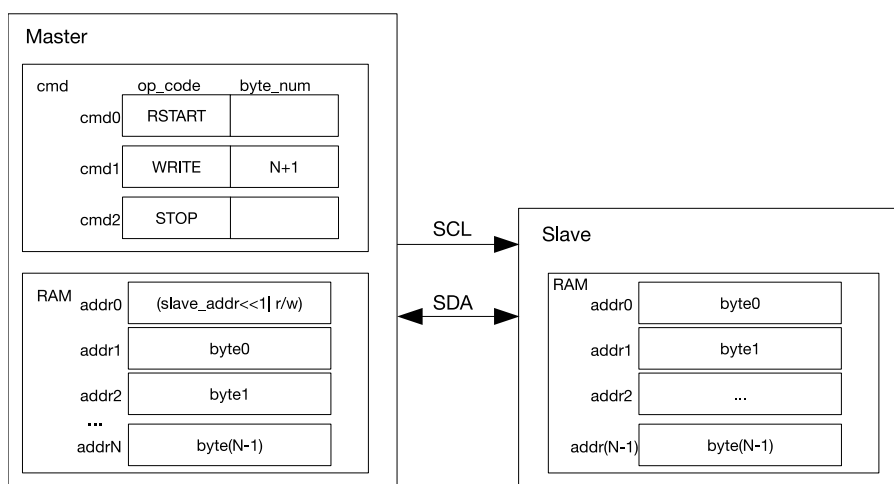 Master
cmd op_code byte_num
cmd0 RSTART
cmd1 WRITE N+1
cmd2 STOP
RAM
addr0 (slave_addr<<1| r/w)
addr1 byte0
addr2 byte1
...
addrN byte(N-1)
SCL
SDA
Slave
RAM
addr0 byte0
addr1 byte1
addr2 ...
addr(N-1) byte(N-1)